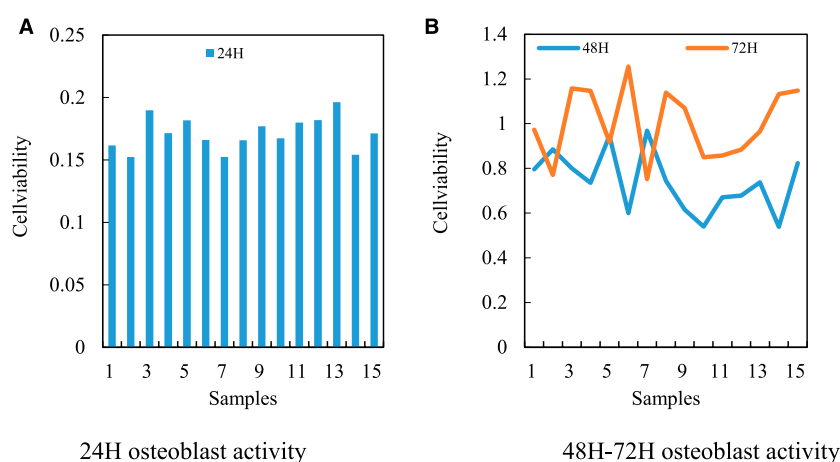 A
0.25
0.2
0.15
0.1
0.05
0
24H
Cellviability
1 3 5 7 9 11 13 15
Samples
24H osteoblast activity
B
1.4
1.2
1
0.8
0.6
0.4
0.2
0
48H 72H
Cellviability
1 3 5 7 9 11 13 15
Samples
48H-72H osteoblast activity